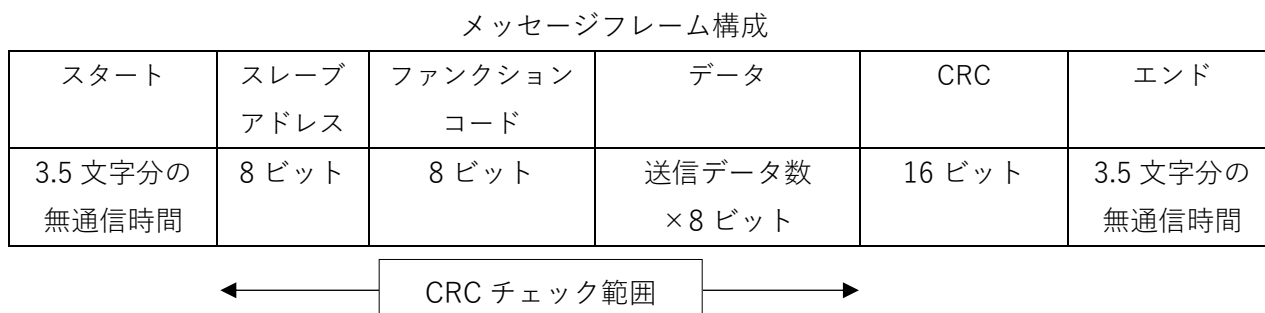 メッセージフレーム構成
スタート
スレーブ
アドレス
ファンクション
コード
データ
CRC
エンド
3.5 文字分の
無通信時間
8 ビット
8 ビット
送信データ数
×8 ビット
16 ビット
3.5 文字分の
無通信時間
CRC チェック範囲